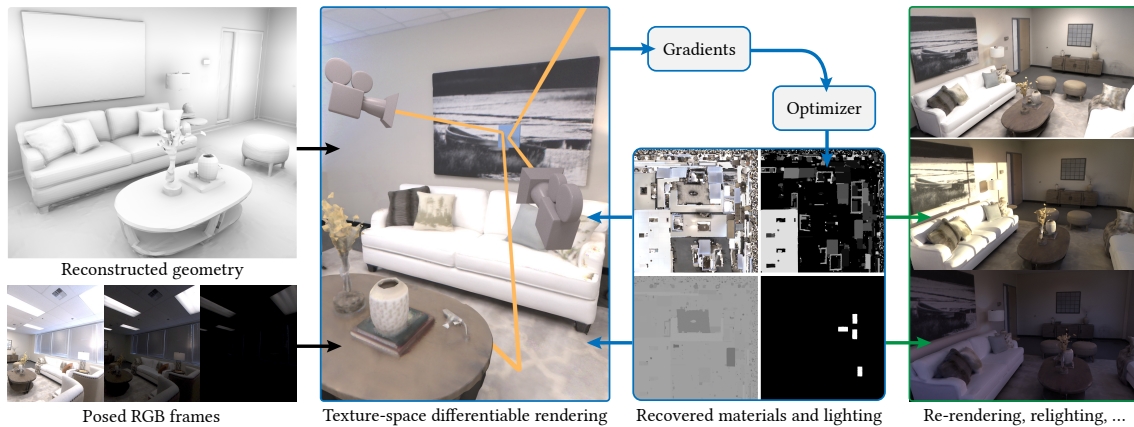 Gradients
Optimizer
Reconstructed geometry
Posed RGB frames
Texture-space differentiable rendering
Recovered materials and lighting
Re-rendering, relighting, …